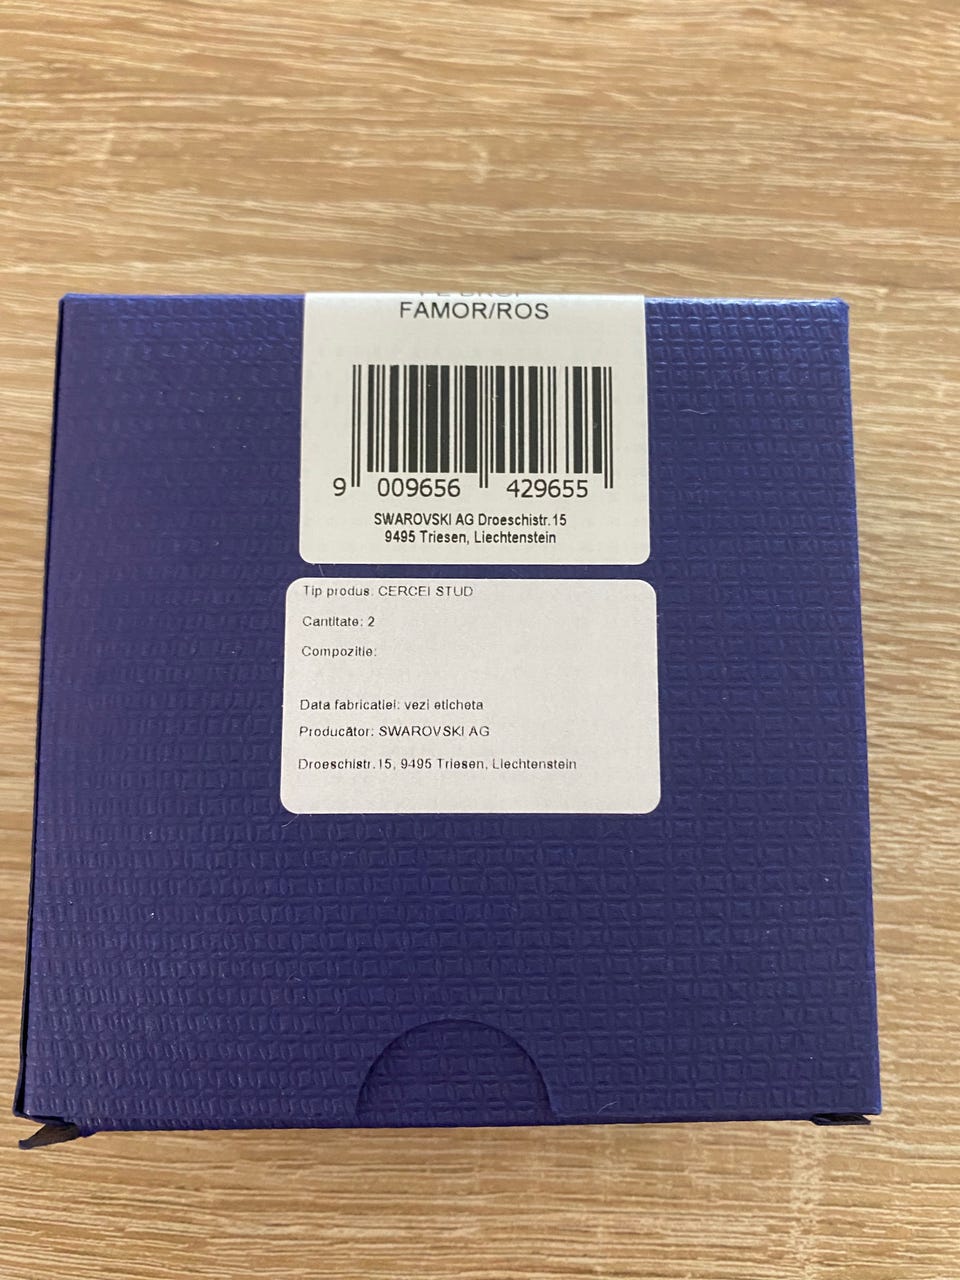 FAMOR/ROS
9 009656 429655
SWAROVSKI AG Droeschistr.15
9495 Triesen, Liechtenstein
Tip produs: CERCEI STUD
Cantitate: 2
Compozitie:
Data fabricatiei: vezi eticheta
Producător: SWAROVSKI AG
Droeschistr.15, 9495 Triesen, Liechtenstein